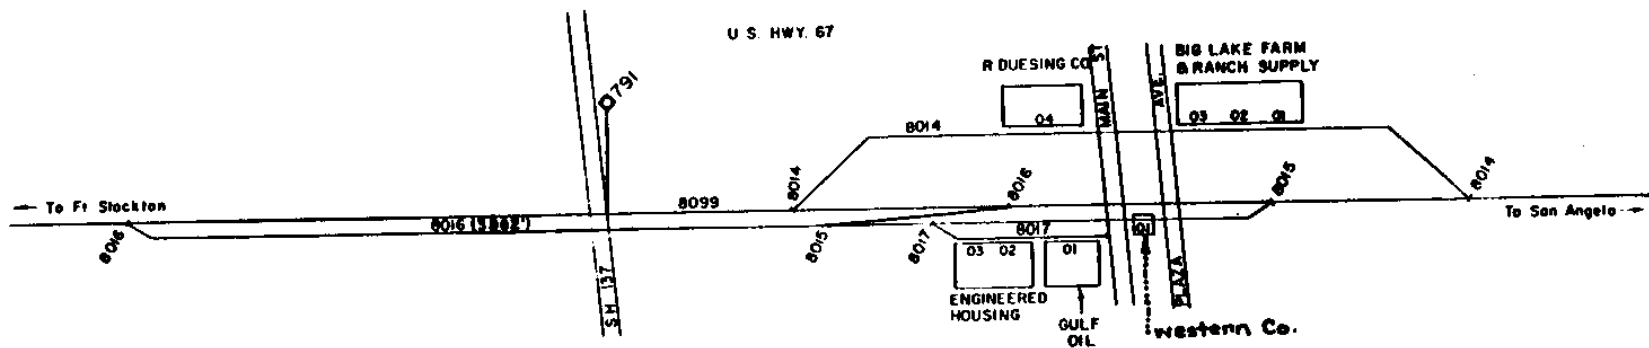 U S. HWY. 67
791
R DUESING CO
MAIN ST
AVE.
BIG LAKE FARM
& RANCH SUPPLY
04
03 02 01
8014
8014
8016
8015
8014
← To Ft Stockton
8099
To San Angelo →
8016
8016
8015
8017
8017
01
SH 137
03 02
01
PLAZA
ENGINEERED
HOUSING
GULF
OIL
Western Co.